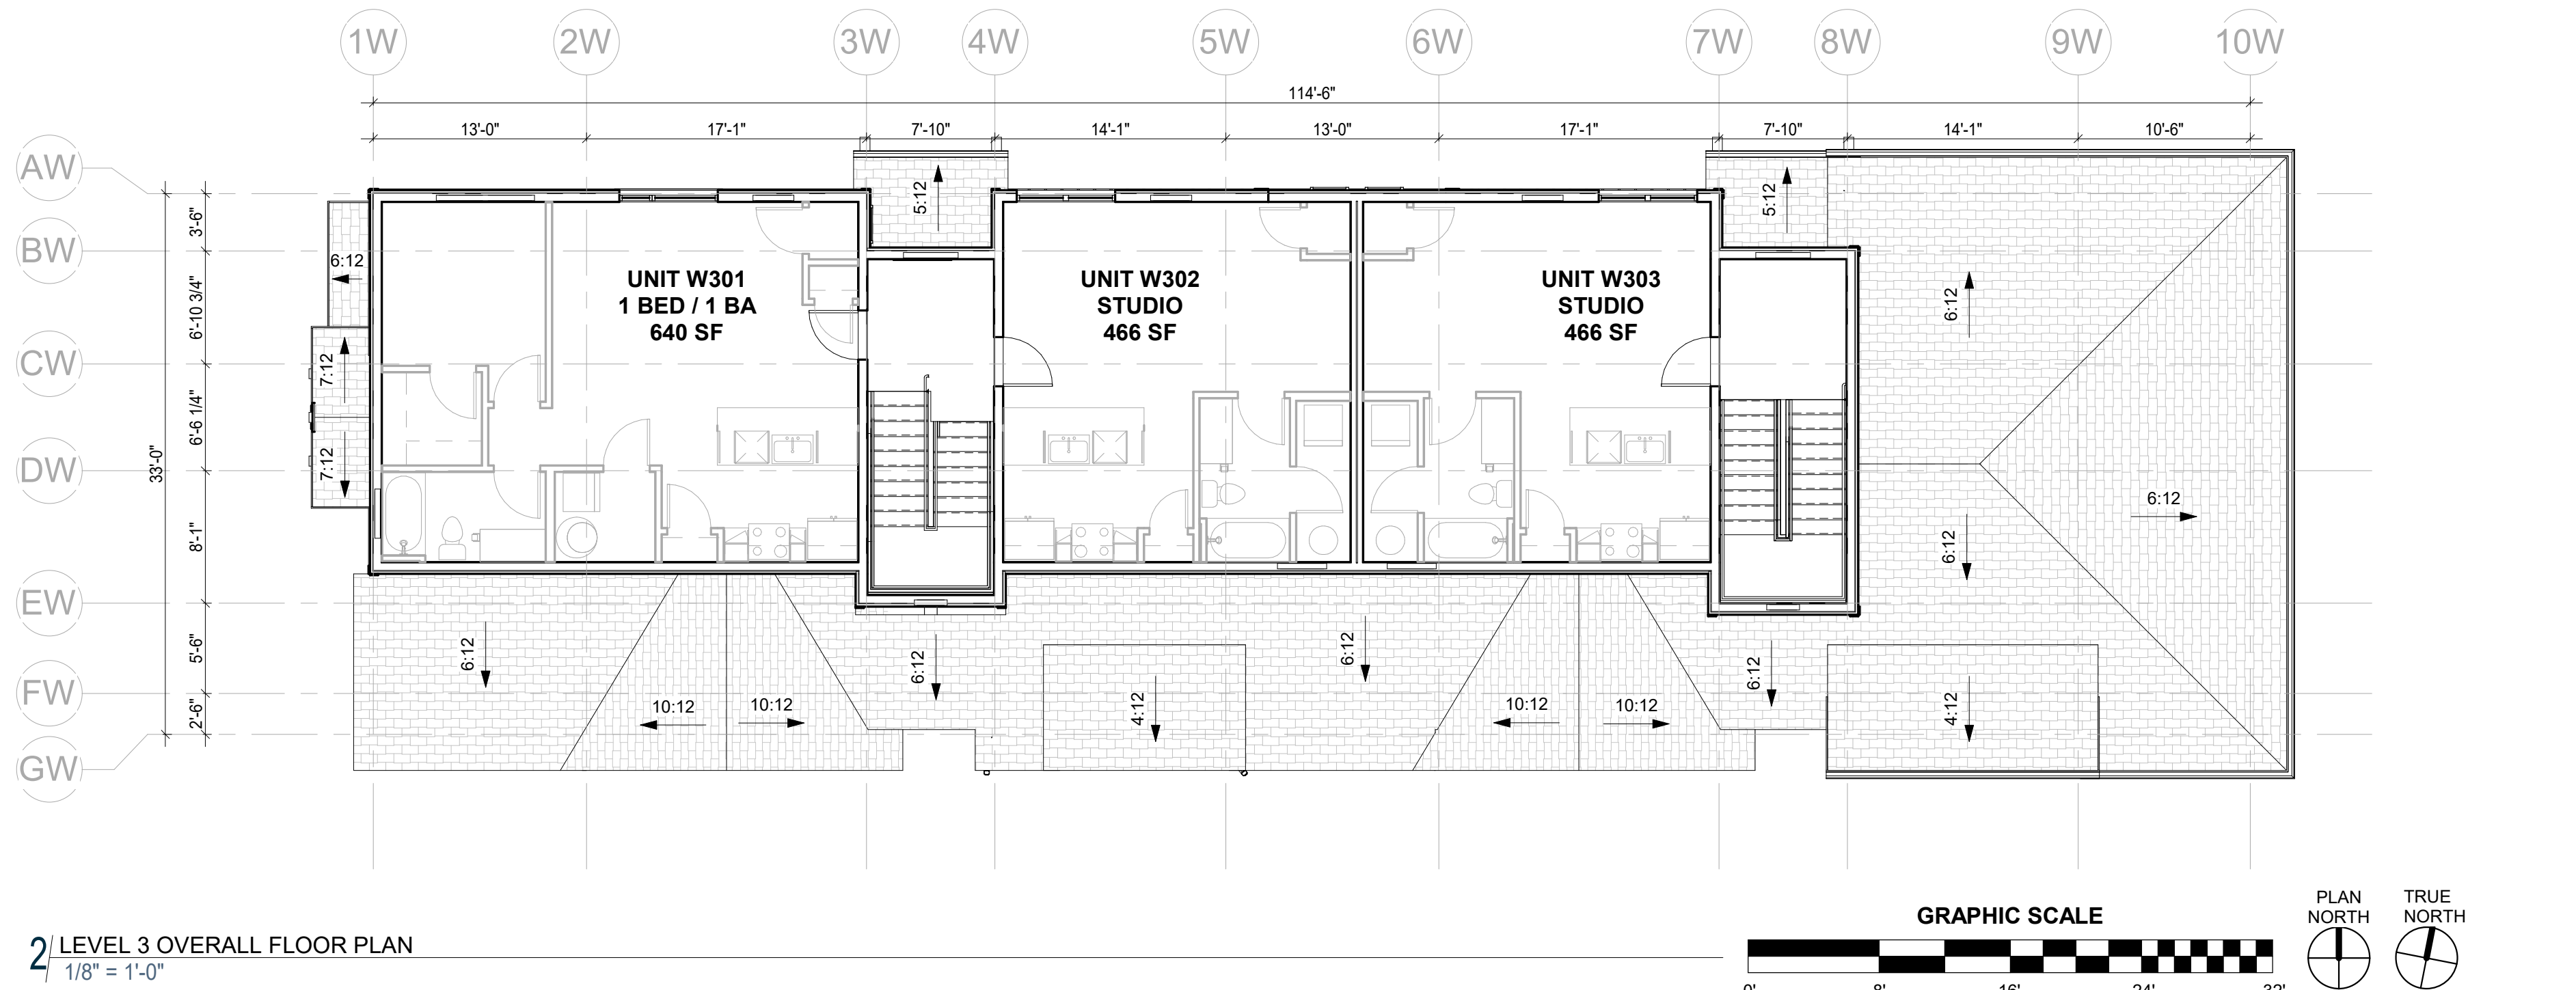 1W 2W 3W 4W 5W 6W 7W 8W 9W 10W
114'-6"
13'-0" 17'-1" 7'-10" 14'-1" 13'-0" 17'-1" 7'-10" 14'-1" 10'-6"
AW
BW
CW
DW
EW
FW
GW
33'-0"
3'-6"
6'-10 3/4"
6'-6 1/4"
8'-1"
5'-6"
2'-6"
6:12
7:12
7:12
5:12
5:12
UNIT W301
1 BED / 1 BA
640 SF
UNIT W302
STUDIO
466 SF
UNIT W303
STUDIO
466 SF
6:12
6:12
6:12
6:12
10:12
10:12
6:12
4:12
6:12
10:12
10:12
6:12
4:12
2
LEVEL 3 OVERALL FLOOR PLAN
1/8" = 1'-0"
GRAPHIC SCALE
0' 8' 16' 24' 32'
PLAN
NORTH
TRUE
NORTH